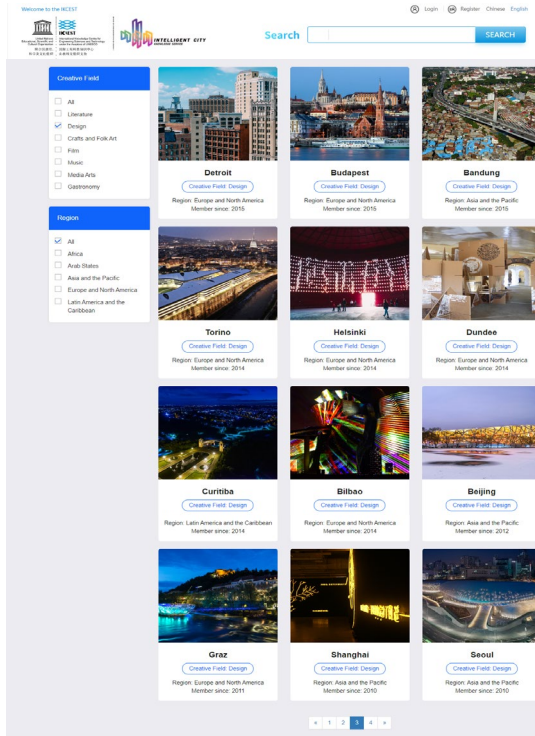 Welcome to the IKCEST
Login
Register
Chinese
English
IKCEST
INTELLIGENT CITY
KNOWLEDGE SERVICE
Search
SEARCH
Creative Field
All
Literature
Design
Crafts and Folk Art
Film
Music
Media Arts
Gastronomy
Region
All
Africa
Arab States
Asia and the Pacific
Europe and North America
Latin America and the
Caribbean
Detroit
Creative Field: Design
Region: Europe and North America
Member since: 2015
Budapest
Creative Field: Design
Region: Europe and North America
Member since: 2015
Bandung
Creative Field: Design
Region: Asia and the Pacific
Member since: 2015
Torino
Creative Field: Design
Region: Europe and North America
Member since: 2014
Helsinki
Creative Field: Design
Region: Europe and North America
Member since: 2014
Dundee
Creative Field: Design
Region: Europe and North America
Member since: 2014
Curitiba
Creative Field: Design
Region: Latin America and the Caribbean
Member since: 2014
Bilbao
Creative Field: Design
Region: Europe and North America
Member since: 2014
Beijing
Creative Field: Design
Region: Asia and the Pacific
Member since: 2012
Graz
Creative Field: Design
Region: Europe and North America
Member since: 2011
Shanghai
Creative Field: Design
Region: Asia and the Pacific
Member since: 2010
Seoul
Creative Field: Design
Region: Asia and the Pacific
Member since: 2010
« 1 2 3 4 »